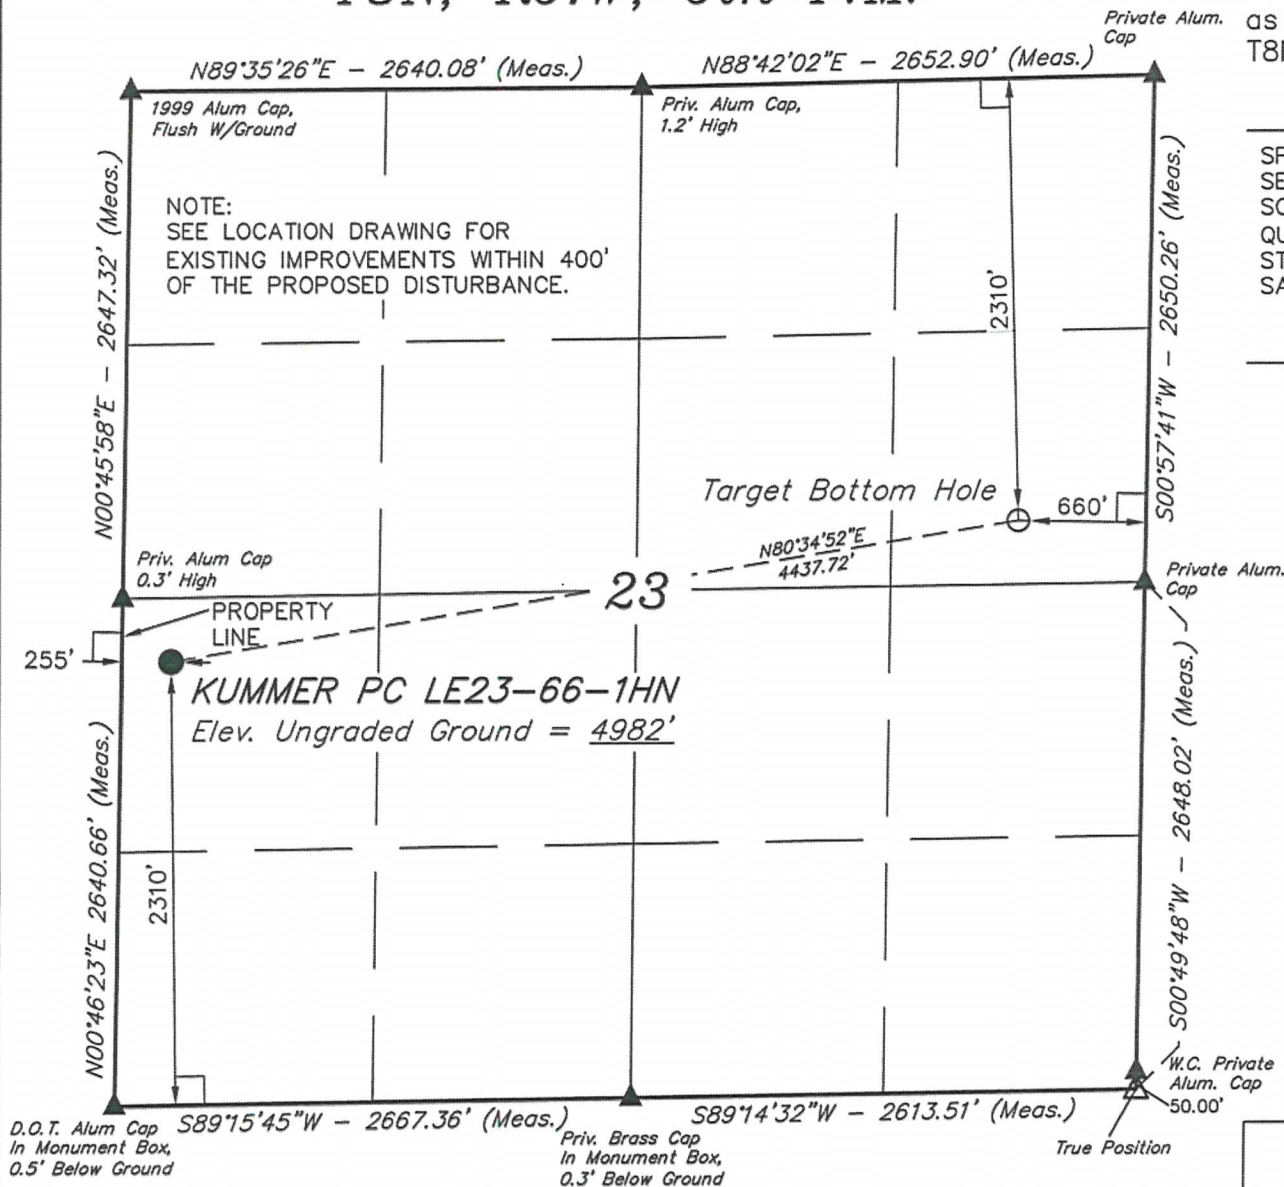 Private Alum.
Cap
as
N89°35'26"E - 2640.08' (Meas.)
N88°42'02"E - 2652.90' (Meas.)
1999 Alum Cap,
Flush W/Ground
Priv. Alum Cap,
1.2' High
N00°45'58"E - 2647.32' (Meas.)
NOTE:
SEE LOCATION DRAWING FOR
EXISTING IMPROVEMENTS WITHIN 400'
OF THE PROPOSED DISTURBANCE.
2310'
S00°57'41"W - 2650.26' (Meas.)
Target Bottom Hole
660'
N80°34'52"E
4437.72'
Priv. Alum Cap
0.3' High
23
Private Alum.
Cap
PROPERTY
LINE
255'
KUMMER PC LE23-66-1HN
Elev. Ungraded Ground = 4982'
N00°46'23"E 2640.66' (Meas.)
2310'
S00°49'48"W - 2648.02' (Meas.)
W.C. Private
Alum. Cap
50.00'
True Position
D.O.T. Alum Cap
In Monument Box,
0.5' Below Ground
S89°15'45"W - 2667.36' (Meas.)
Priv. Brass Cap
In Monument Box,
0.3' Below Ground
S89°14'32"W - 2613.51' (Meas.)